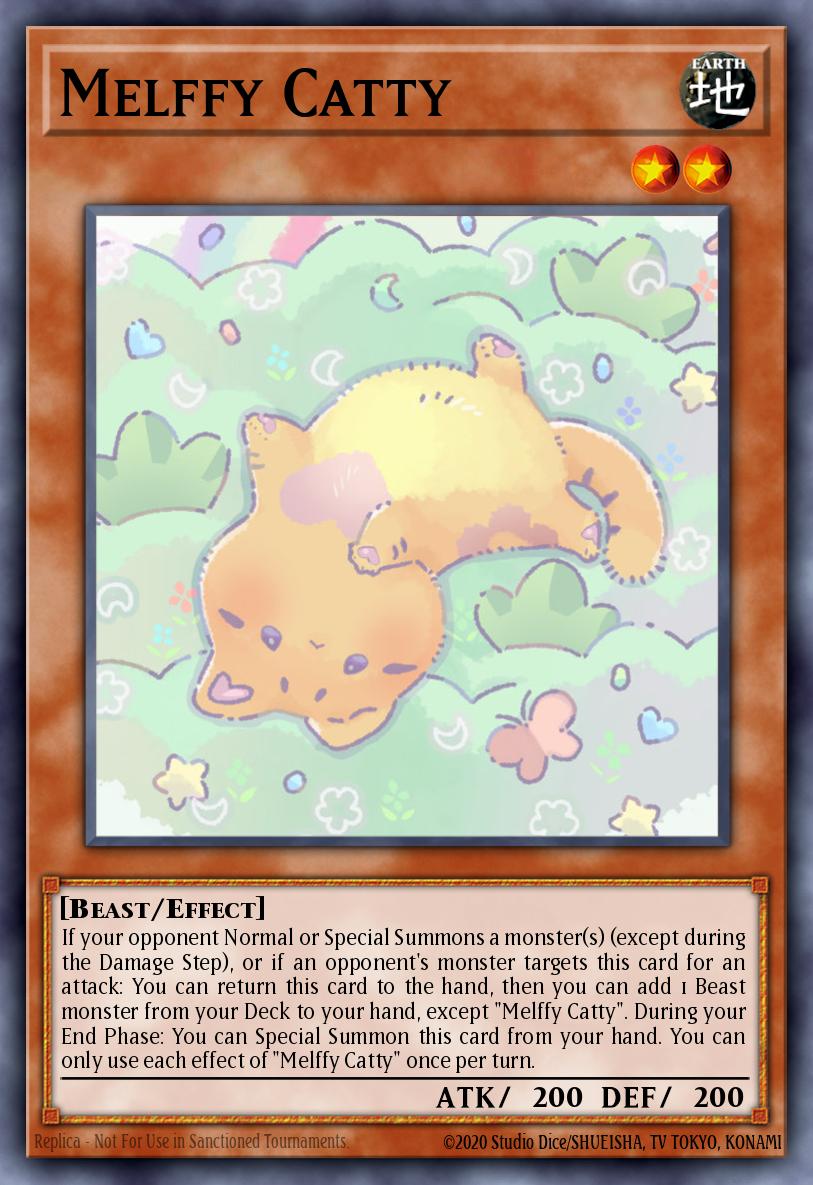 Melffy Catty
EARTH
地
[Beast/Effect]
If your opponent Normal or Special Summons a monster(s) (except during
the Damage Step), or if an opponent's monster targets this card for an
attack: You can return this card to the hand, then you can add 1 Beast
monster from your Deck to your hand, except "Melffy Catty". During your
End Phase: You can Special Summon this card from your hand. You can
only use each effect of "Melffy Catty" once per turn.
ATK/ 200 DEF/ 200
Replica - Not For Use in Sanctioned Tournaments.
©2020 Studio Dice/SHUEISHA, TV TOKYO, KONAMI